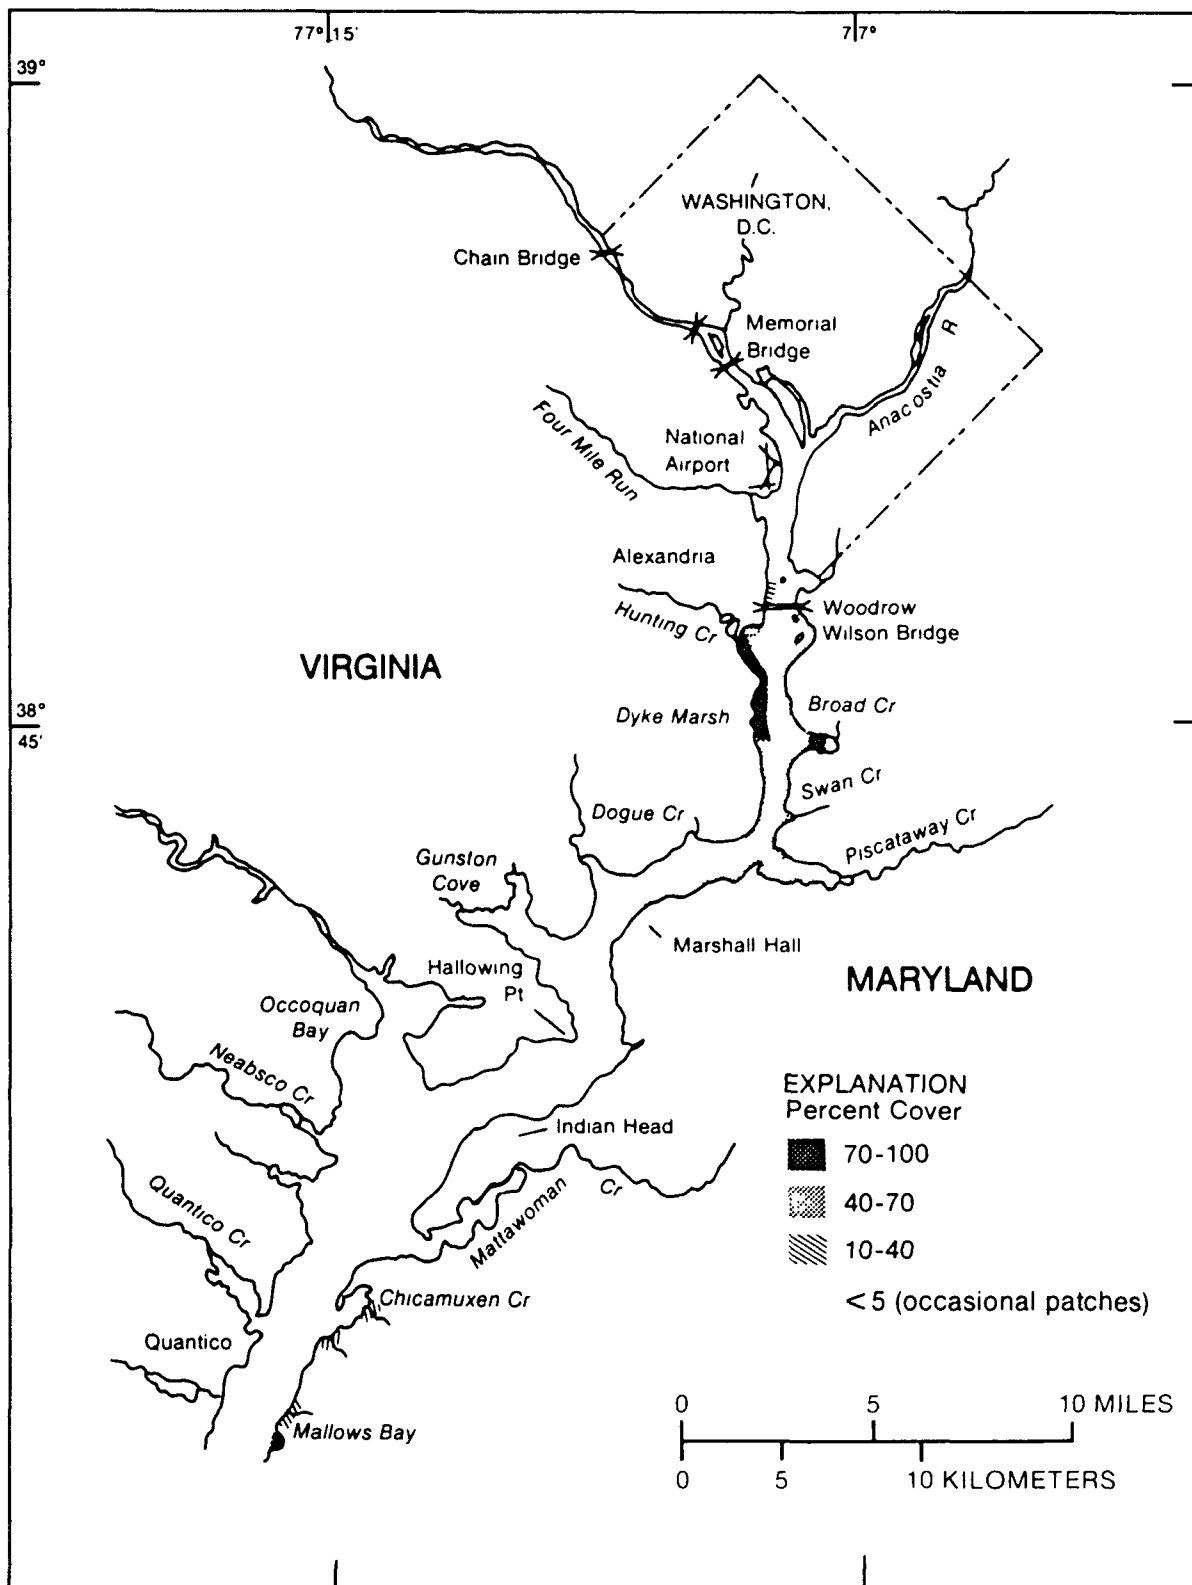 77° 15'
77°
39°
WASHINGTON,
D.C.
Chain Bridge
Memorial
Bridge
Anacostia R
Four Mile Run
National
Airport
Alexandria
Hunting Cr
Woodrow
Wilson Bridge
VIRGINIA
38°
45'
Dyke Marsh
Broad Cr
Swan Cr
Dogue Cr
Piscataway Cr
Gunston
Cove
Marshall Hall
Hallowing
Pt
MARYLAND
Occoquan
Bay
Neabsco Cr
Indian Head
Mattawoman Cr
Quantico Cr
Chicamuxen Cr
Quantico
Mallows Bay
EXPLANATION
Percent Cover
70-100
40-70
10-40
<5 (occasional patches)
0 5 10 MILES
0 5 10 KILOMETERS